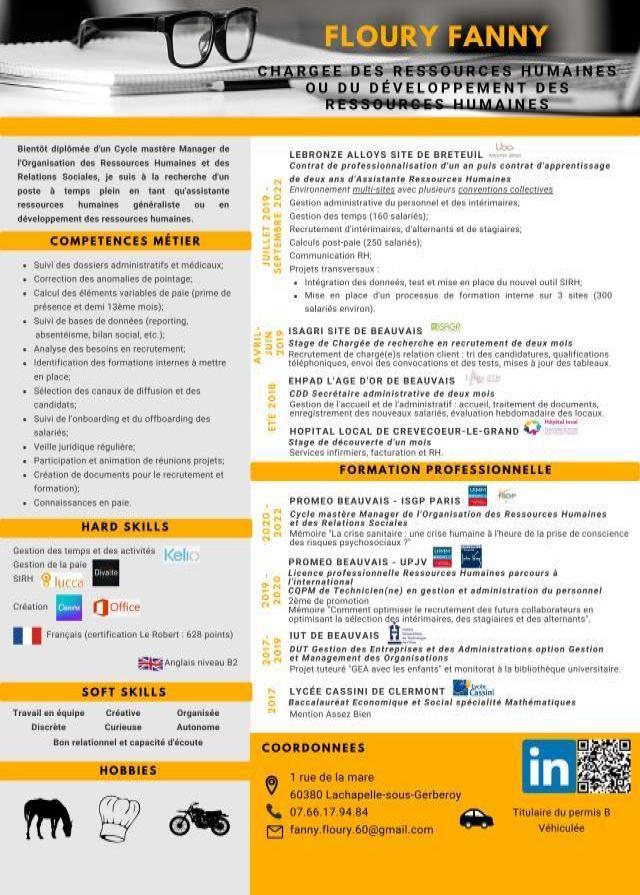 FLOURY FANNY
CHARGEE DES RESSOURCES HUMAINES
OU DU DÉVELOPPEMENT DES
RESSOURCES HUMAINES
Bientôt diplômée d'un Cycle mastère Manager de
l'Organisation des Ressources Humaines et des
Relations Sociales, je suis à la recherche d'un
poste à temps plein en tant qu'assistante
ressources humaines généraliste ou en
développement des ressources humaines.
COMPETENCES MÉTIER
• Suivi des dossiers administratifs et médicaux;
• Correction des anomalies de pointage;
• Calcul des éléments variables de paie (prime de
présence et demi 13ème mois);
• Suivi de bases de données (reporting,
absentéisme, bilan social, etc.);
• Analyse des besoins en recrutement;
• Identification des formations internes à mettre
en place;
• Sélection des canaux de diffusion et des
candidats;
• Suivi de l'onboarding et du offboarding des
salariés;
• Veille juridique régulière;
• Participation et animation de réunions projets;
• Création de documents pour le recrutement et
formation);
• Connaissances en paie.
HARD SKILLS
Gestion des temps et des activités Kelio
Gestion de la paie Divalto
SIRH lucca
Création Canva Office
Français (certification Le Robert : 628 points)
Anglais niveau B2
SOFT SKILLS
Travail en équipe Créative Organisée
Discrète Curieuse Autonome
Bon relationnel et capacité d'écoute
HOBBIES
JUILLET 2019 -
SEPTEMBRE 2022
LEBRONZE ALLOYS SITE DE BRETEUIL
Contrat de professionnalisation d'un an puis contrat d'apprentissage
de deux ans d'Assistante Ressources Humaines
Environnement multi-sites avec plusieurs conventions collectives
Gestion administrative du personnel et des intérimaires;
Gestion des temps (160 salariés);
Recrutement d'intérimaires, d'alternants et de stagiaires;
Calculs post-paie (250 salariés);
Communication RH;
Projets transversaux :
• Intégration des donneés, test et mise en place du nouvel outil SIRH;
• Mise en place d'un processus de formation interne sur 3 sites (300
salariés environ).
AVRIL-
JUIN
2019
ISAGRI SITE DE BEAUVAIS ISAGRI
Stage de Chargée de recherche en recrutement de deux mois
Recrutement de chargé(e)s relation client : tri des candidatures, qualifications
téléphoniques, envoi des convocations et des tests, mises à jour des tableaux.
ETE 2018
EHPAD L'AGE D'OR DE BEAUVAIS
CDD Secrétaire administrative de deux mois
Gestion de l'accueil et de l'administratif : accueil, traitement de documents,
enregistrement des nouveaux salariés, évaluation hebdomadaire des locaux.
HOPITAL LOCAL DE CREVECOEUR-LE-GRAND Hôpital local
Stage de découverte d'un mois
Services infirmiers, facturation et RH.
FORMATION PROFESSIONNELLE
2020 -
2022
PROMEO BEAUVAIS - ISGP PARIS
Cycle mastère Manager de l'Organisation des Ressources Humaines
et des Relations Sociales
Mémoire "La crise sanitaire : une crise humaine à l'heure de la prise de conscience
des risques psychosociaux ?"
2019 -
2020
PROMEO BEAUVAIS - UPJV
Licence professionnelle Ressources Humaines parcours à
l'international
CQPM de Technicien(ne) en gestion et administration du personnel
2ème de promotion
Mémoire "Comment optimiser le recrutement des futurs collaborateurs en
optimisant la sélection des intérimaires, des stagiaires et des alternants".
2017-
2019
IUT DE BEAUVAIS
DUT Gestion des Entreprises et des Administrations option Gestion
et Management des Organisations
Projet tuteuré "GEA avec les enfants" et monitorat à la bibliothèque universitaire.
2017
LYCÉE CASSINI DE CLERMONT Lycée Cassini
Baccalauréat Economique et Social spécialité Mathématiques
Mention Assez Bien
COORDONNEES
1 rue de la mare
60380 Lachapelle-sous-Gerberoy
07.66.17.94.84
fanny.floury.60@gmail.com
in
Titulaire du permis B
Véhiculée